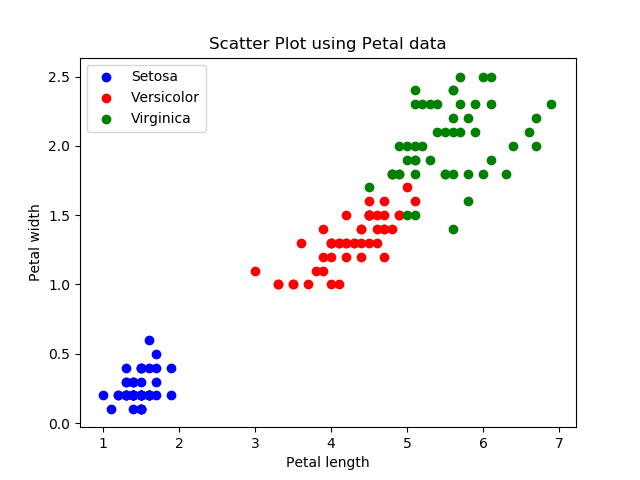 Scatter Plot using Petal data
Setosa
Versicolor
Virginica
2.5
2.0
1.5
1.0
0.5
0.0
Petal width
1 2 3 4 5 6 7
Petal length